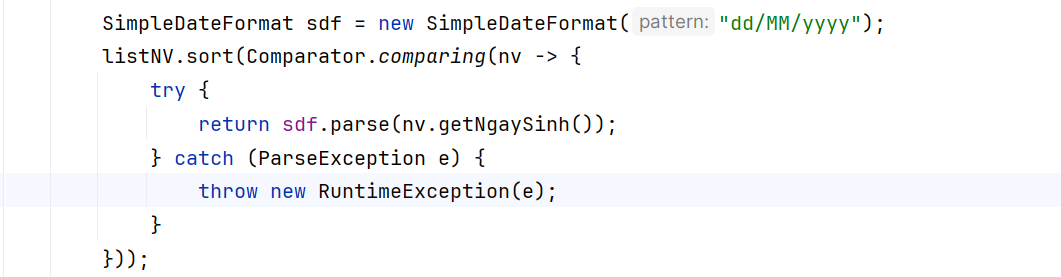 SimpleDateFormat sdf = new SimpleDateFormat( pattern: "dd/MM/yyyy");
listNV.sort(Comparator.comparing(nv -> {
    try {
        return sdf.parse(nv.getNgaySinh());
    } catch (ParseException e) {
        throw new RuntimeException(e);
    }
}));